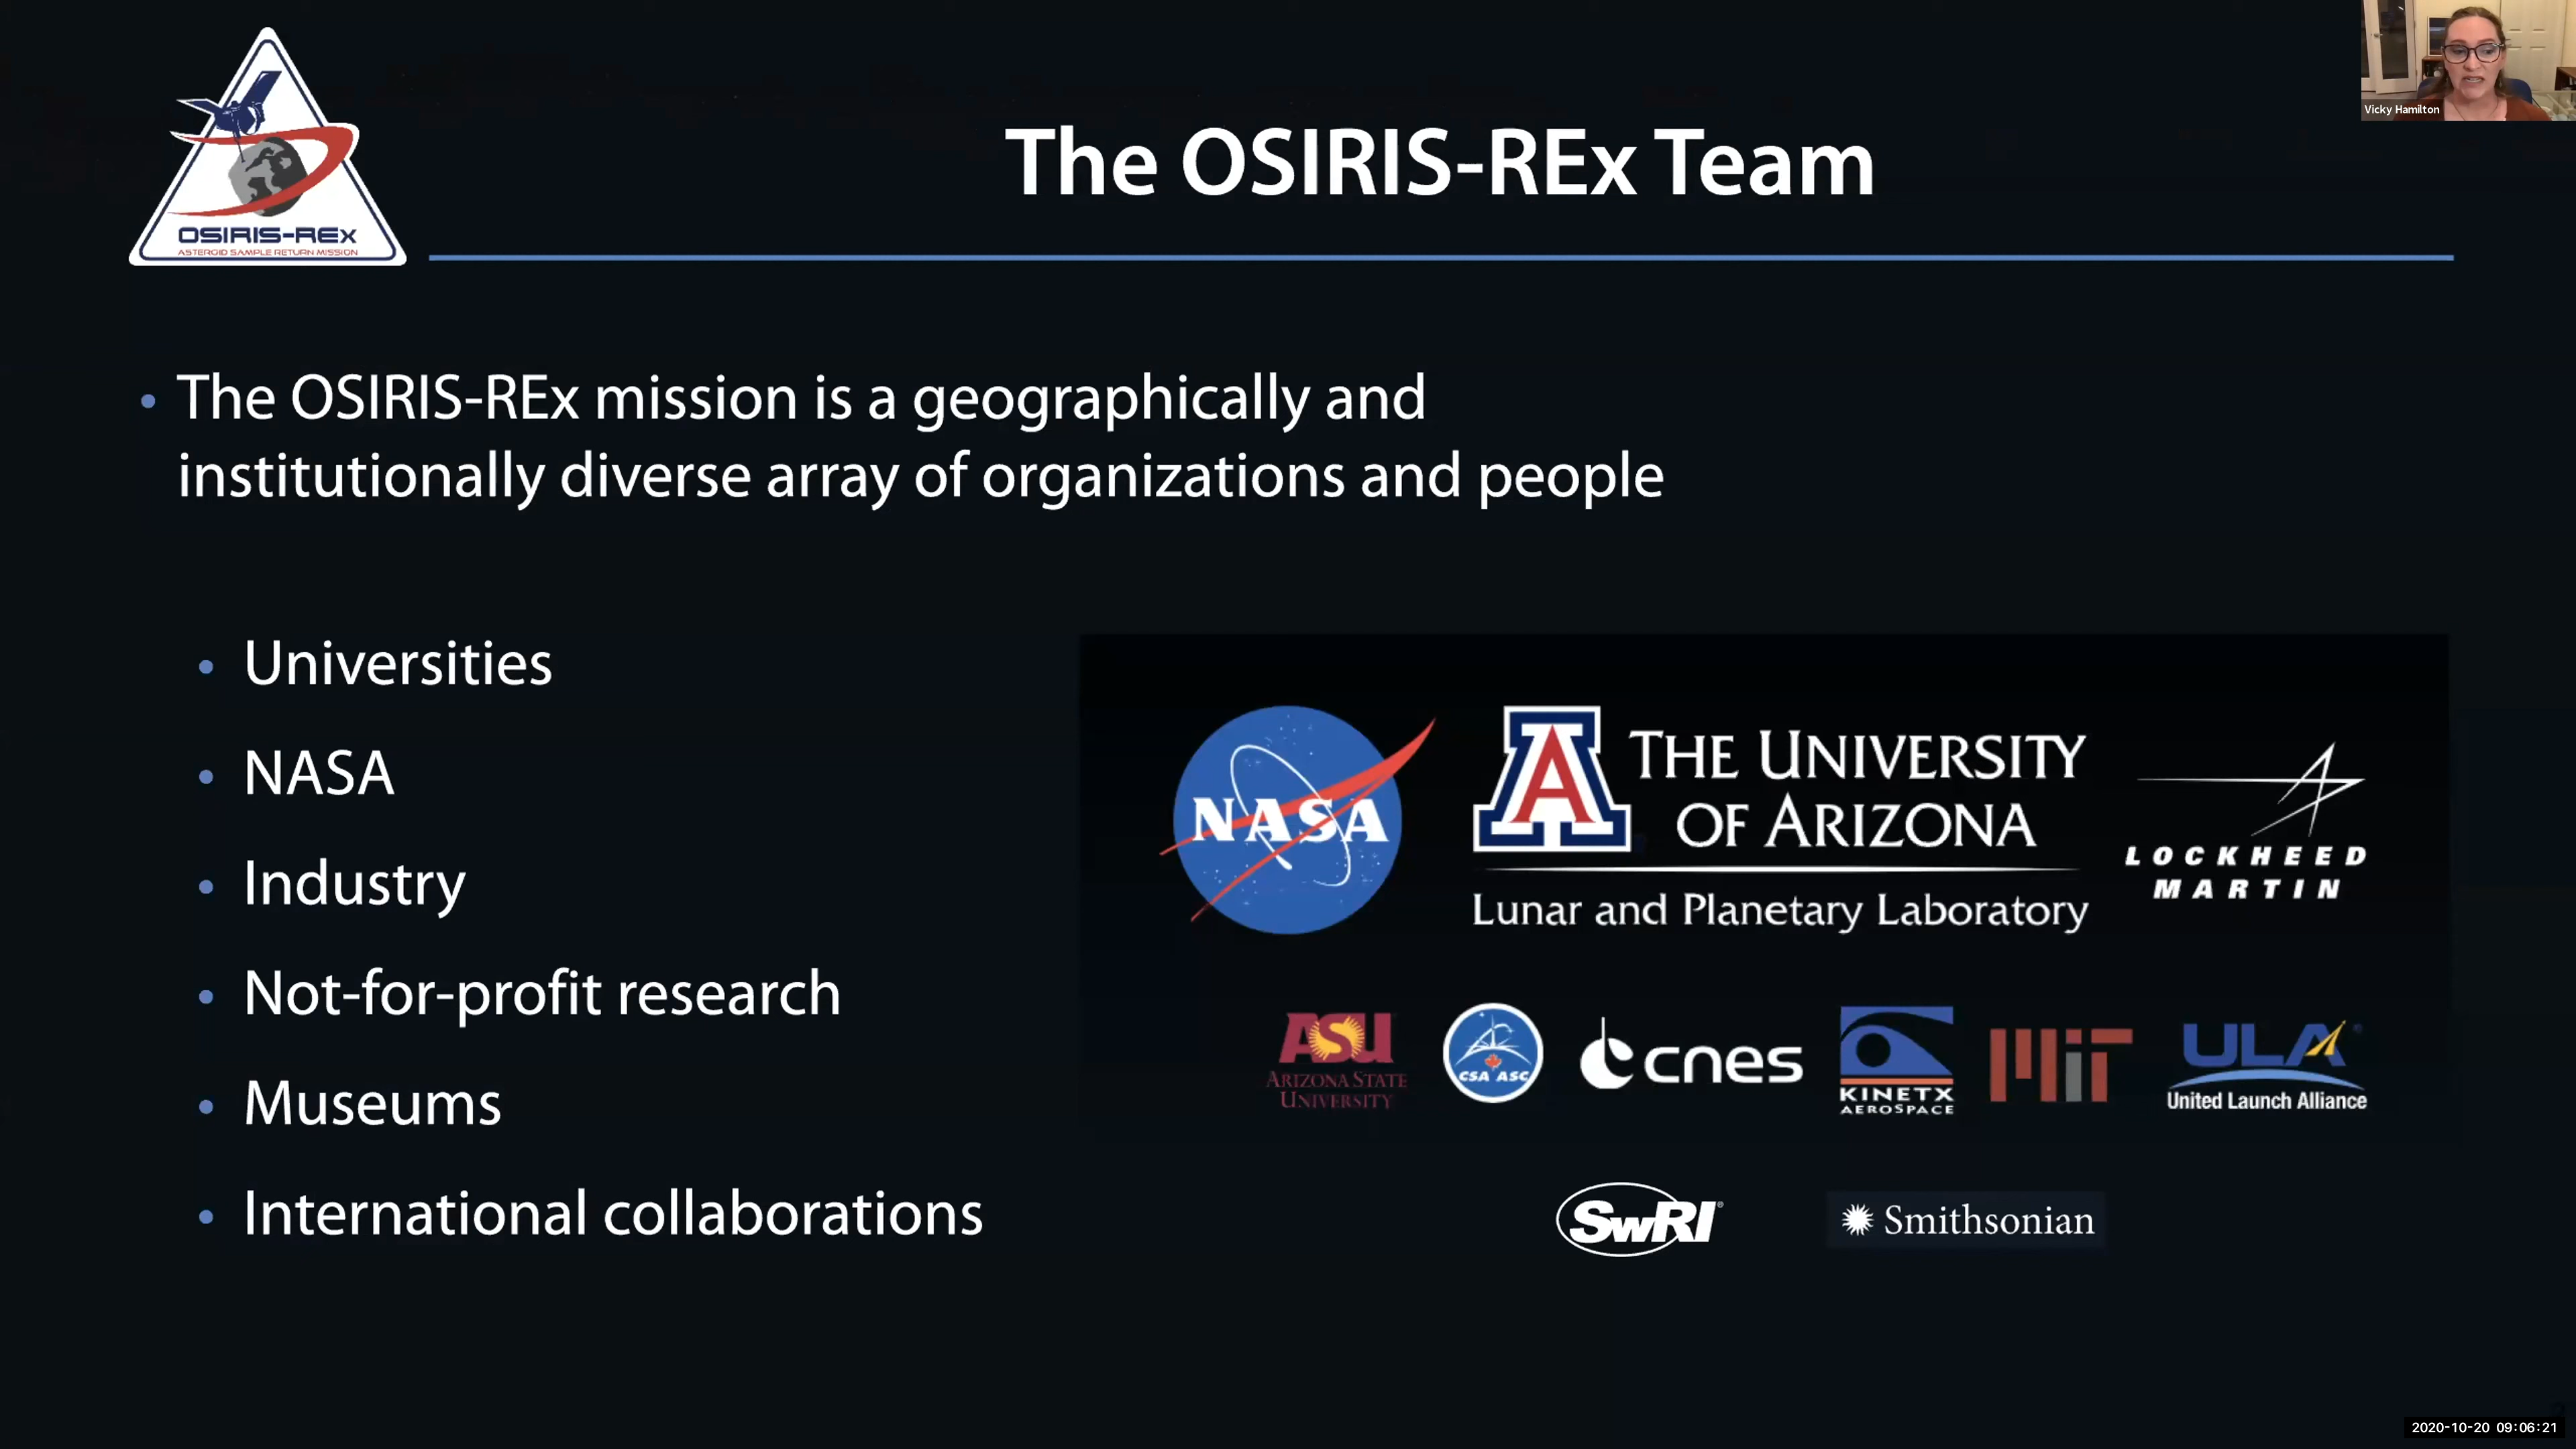 Vicky Hamilton
OSIRIS-REx
ASTEROID SAMPLE RETURN MISSION
The OSIRIS-REx Team
• The OSIRIS-REx mission is a geographically and
institutionally diverse array of organizations and people
• Universities
• NASA
• Industry
• Not-for-profit research
• Museums
• International collaborations
NASA
A THE UNIVERSITY
OF ARIZONA
Lunar and Planetary Laboratory
LOCKHEED
MARTIN
ASU
ARIZONA STATE
UNIVERSITY
CSA ASC
cnes
KINETX
AEROSPACE
MIT
ULA
United Launch Alliance
SwRI®
Smithsonian
2020-10-20 09:06:21